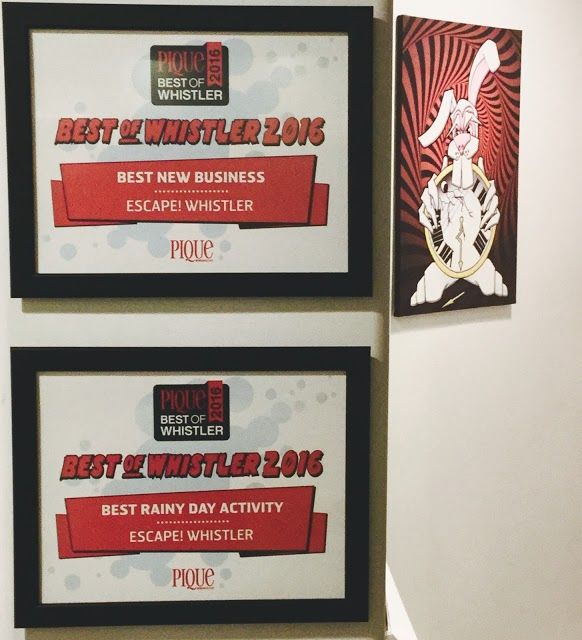 PIQUE 2016
BEST OF
WHISTLER
BEST OF WHISTLER 2016
BEST NEW BUSINESS
ESCAPE! WHISTLER
PIQUE
PIQUE 2016
BEST OF
WHISTLER
BEST OF WHISTLER 2016
BEST RAINY DAY ACTIVITY
ESCAPE! WHISTLER
PIQUE